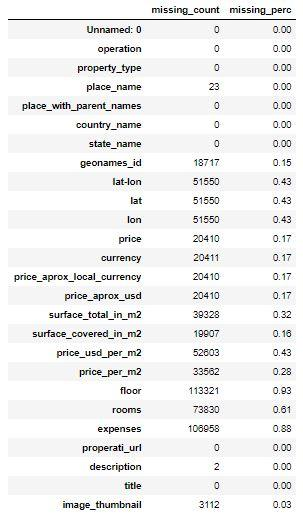 missing_count missing_perc
Unnamed: 0 0 0.00
operation 0 0.00
property_type 0 0.00
place_name 23 0.00
place_with_parent_names 0 0.00
country_name 0 0.00
state_name 0 0.00
geonames_id 18717 0.15
lat-lon 51550 0.43
lat 51550 0.43
lon 51550 0.43
price 20410 0.17
currency 20411 0.17
price_aprox_local_currency 20410 0.17
price_aprox_usd 20410 0.17
surface_total_in_m2 39328 0.32
surface_covered_in_m2 19907 0.16
price_usd_per_m2 52603 0.43
price_per_m2 33562 0.28
floor 113321 0.93
rooms 73830 0.61
expenses 106958 0.88
properati_url 0 0.00
description 2 0.00
title 0 0.00
image_thumbnail 3112 0.03